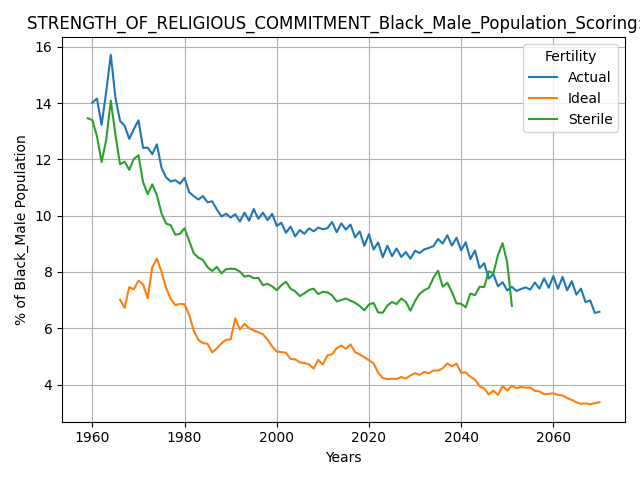 STRENGTH_OF_RELIGIOUS_COMMITMENT_Black_Male_Population_Scoring:
% of Black_Male Population
16
14
12
10
8
6
4
Fertility
Actual
Ideal
Sterile
1960 1980 2000 2020 2040 2060
Years